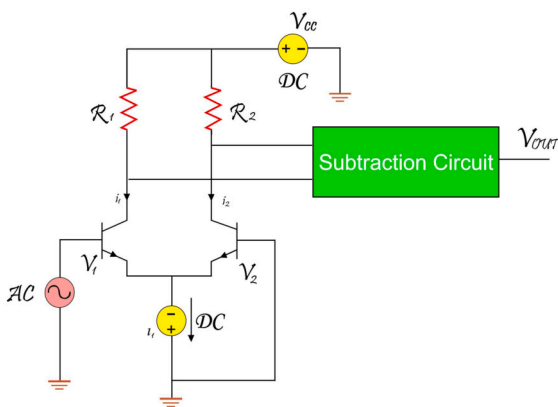 Vcc
+ -
DC
R1
R2
Subtraction Circuit
VOUT
i1
i2
V1
V2
AC
-
+
I1
DC